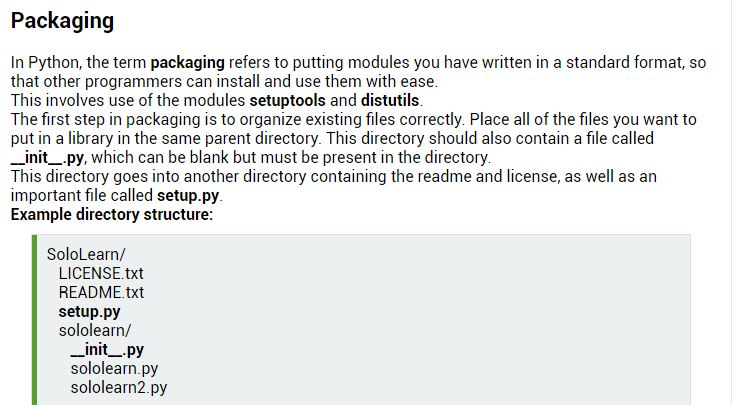 Packaging
In Python, the term packaging refers to putting modules you have written in a standard format, so
that other programmers can install and use them with ease.
This involves use of the modules setuptools and distutils.
The first step in packaging is to organize existing files correctly. Place all of the files you want to
put in a library in the same parent directory. This directory should also contain a file called
__init__.py, which can be blank but must be present in the directory.
This directory goes into another directory containing the readme and license, as well as an
important file called setup.py.
Example directory structure:
SoloLearn/
LICENSE.txt
README.txt
setup.py
sololearn/
__init__.py
sololearn.py
sololearn2.py